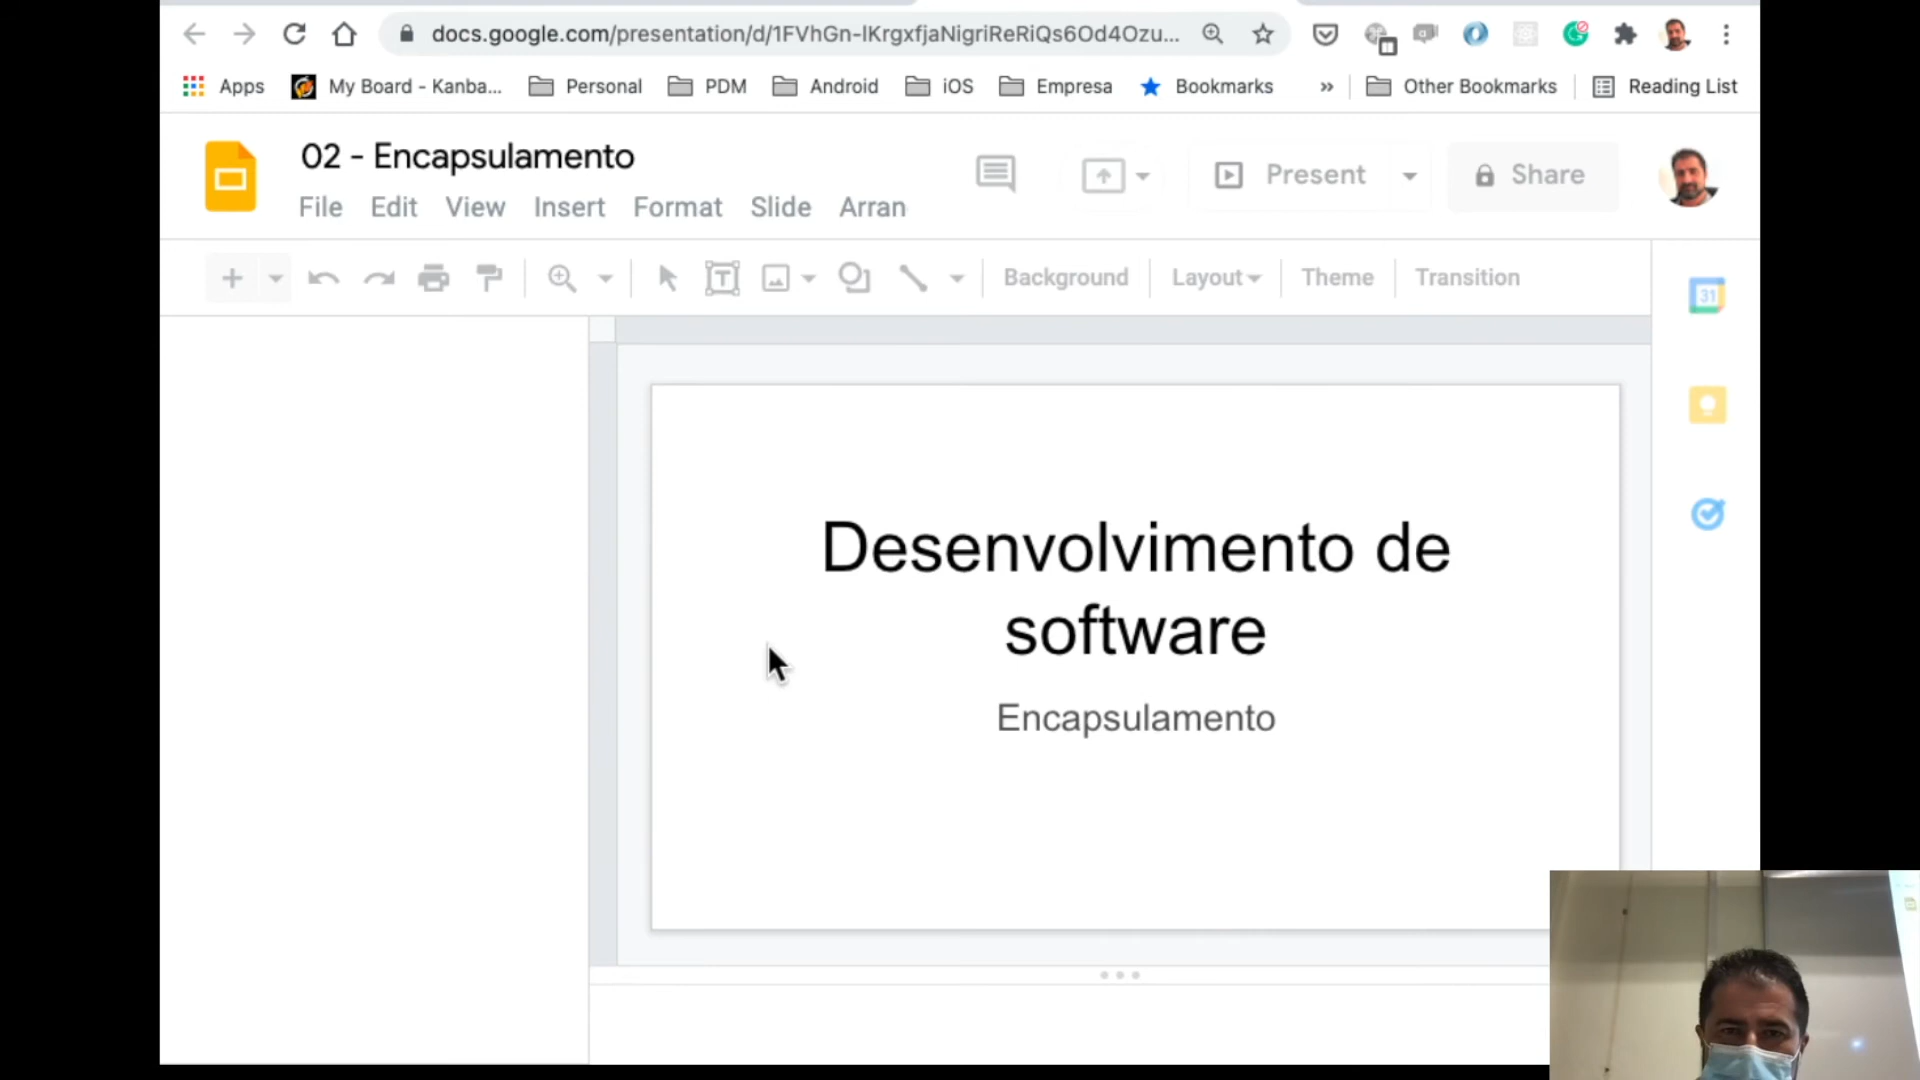 docs.google.com/presentation/d/1FVhGn-lKrgxfjaNigriReRiQs6Od4Ozu...
Apps My Board - Kanba... Personal PDM Android iOS Empresa Bookmarks » Other Bookmarks Reading List
02 - Encapsulamento
Present Share
File Edit View Insert Format Slide Arran
Background Layout Theme Transition
31
Desenvolvimento de
software
Encapsulamento